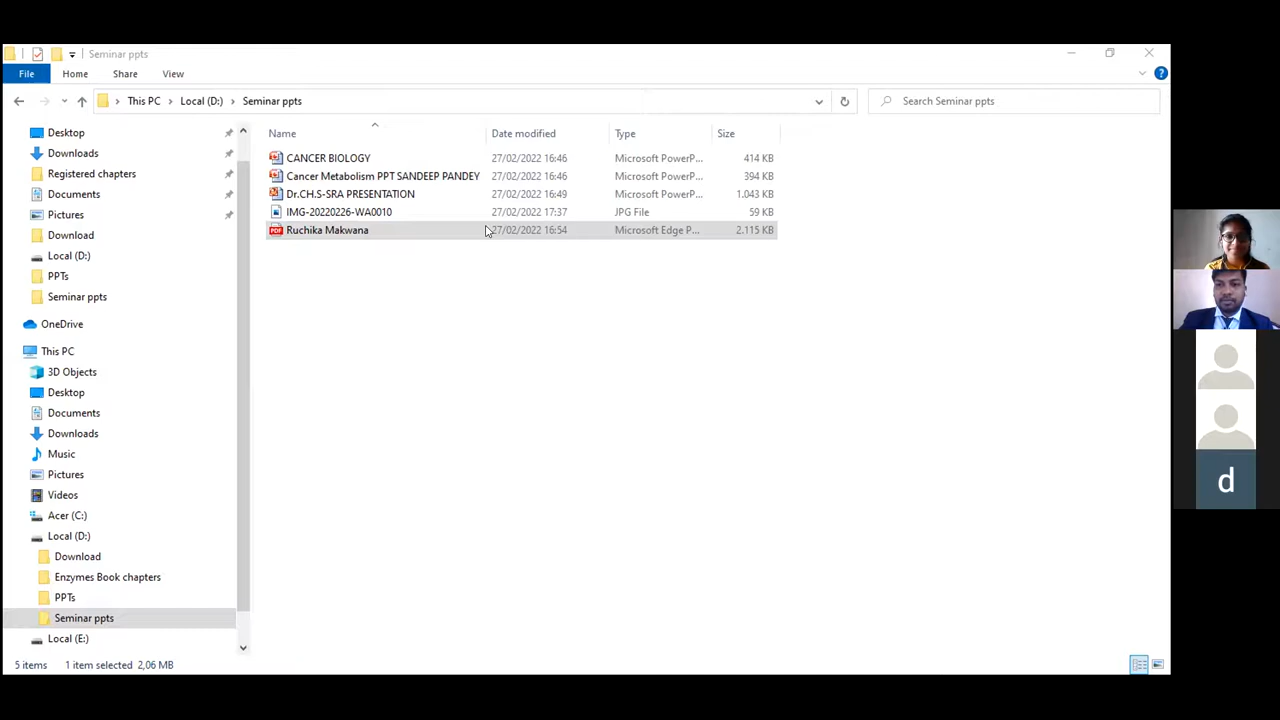 Seminar ppts
File Home Share View
This PC Local (D:) Seminar ppts
Search Seminar ppts
Desktop
Downloads
Registered chapters
Documents
Pictures
Download
Local (D:)
PPTs
Seminar ppts
OneDrive
This PC
3D Objects
Desktop
Documents
Downloads
Music
Pictures
Videos
Acer (C:)
Local (D:)
Download
Enzymes Book chapters
PPTs
Seminar ppts
Local (E:)
Name Date modified Type Size
CANCER BIOLOGY 27/02/2022 16:46 Microsoft PowerP... 414 KB
Cancer Metabolism PPT SANDEEP PANDEY 27/02/2022 16:46 Microsoft PowerP... 394 KB
Dr.CH.S-SRA PRESENTATION 27/02/2022 16:49 Microsoft PowerP... 1.043 KB
IMG-20220226-WA0010 27/02/2022 17:37 JPG File 59 KB
Ruchika Makwana 27/02/2022 16:54 Microsoft Edge P... 2.115 KB
5 items 1 item selected 2,06 MB
d